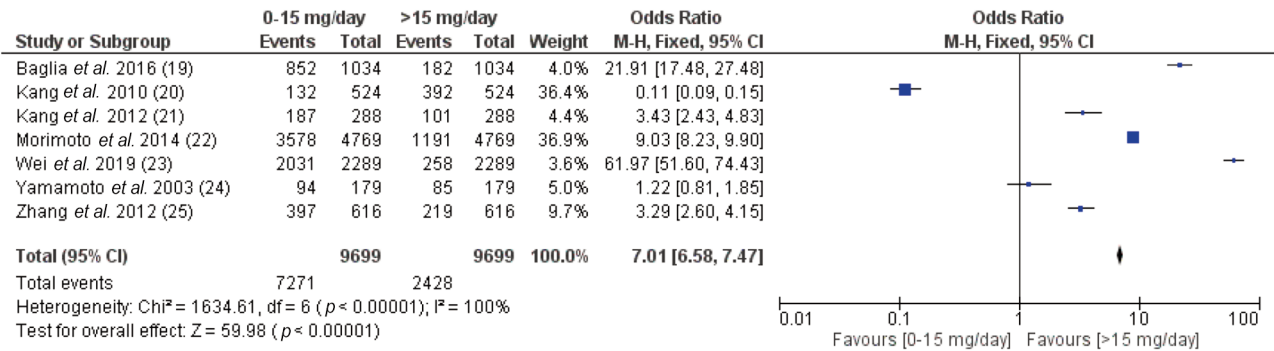 0-15 mg/day >15 mg/day Odds Ratio Odds Ratio
Study or Subgroup Events Total Events Total Weight M-H, Fixed, 95% CI M-H, Fixed, 95% CI
Baglia et al. 2016 (19) 852 1034 182 1034 4.0% 21.91 [17.48, 27.48]
Kang et al. 2010 (20) 132 524 392 524 36.4% 0.11 [0.09, 0.15]
Kang et al. 2012 (21) 187 288 101 288 4.4% 3.43 [2.43, 4.83]
Morimoto et al. 2014 (22) 3578 4769 1191 4769 36.9% 9.03 [8.23, 9.90]
Wei et al. 2019 (23) 2031 2289 258 2289 3.6% 61.97 [51.60, 74.43]
Yamamoto et al. 2003 (24) 94 179 85 179 5.0% 1.22 [0.81, 1.85]
Zhang et al. 2012 (25) 397 616 219 616 9.7% 3.29 [2.60, 4.15]
Total (95% CI) 9699 9699 100.0% 7.01 [6.58, 7.47]
Total events 7271 2428
Heterogeneity: Chi² = 1634.61, df = 6 (p < 0.00001); I² = 100%
Test for overall effect: Z = 59.98 (p < 0.00001)
0.01 0.1 1 10 100
Favours [0-15 mg/day] Favours [>15 mg/day]